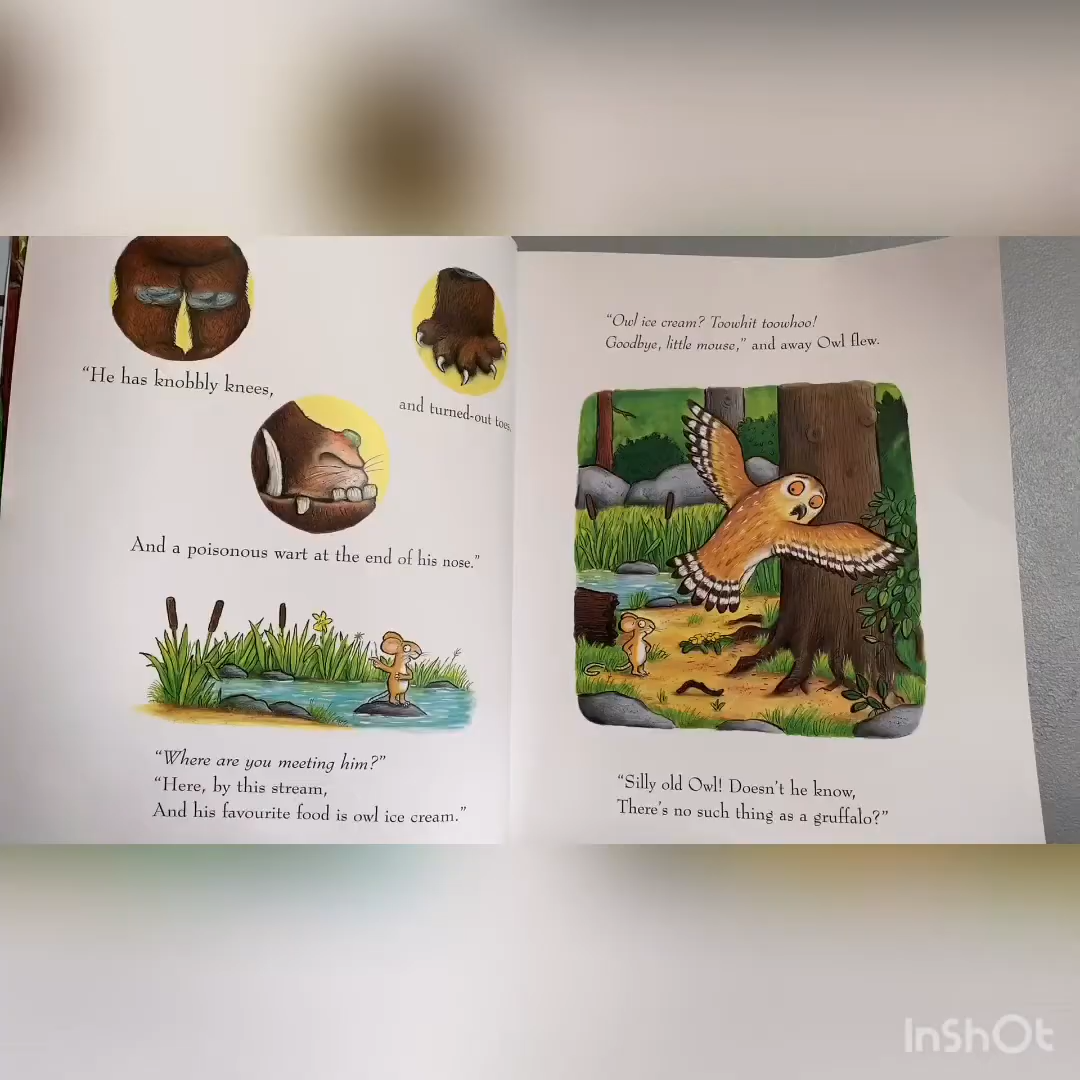 “He has knobbly knees,
and turned-out toes,
And a poisonous wart at the end of his nose.”
“Where are you meeting him?”
“Here, by this stream,
And his favourite food is owl ice cream.”
“Owl ice cream? Toowhit toowhoo!
Goodbye, little mouse,” and away Owl flew.
“Silly old Owl! Doesn’t he know,
There’s no such thing as a gruffalo?”
InShOt